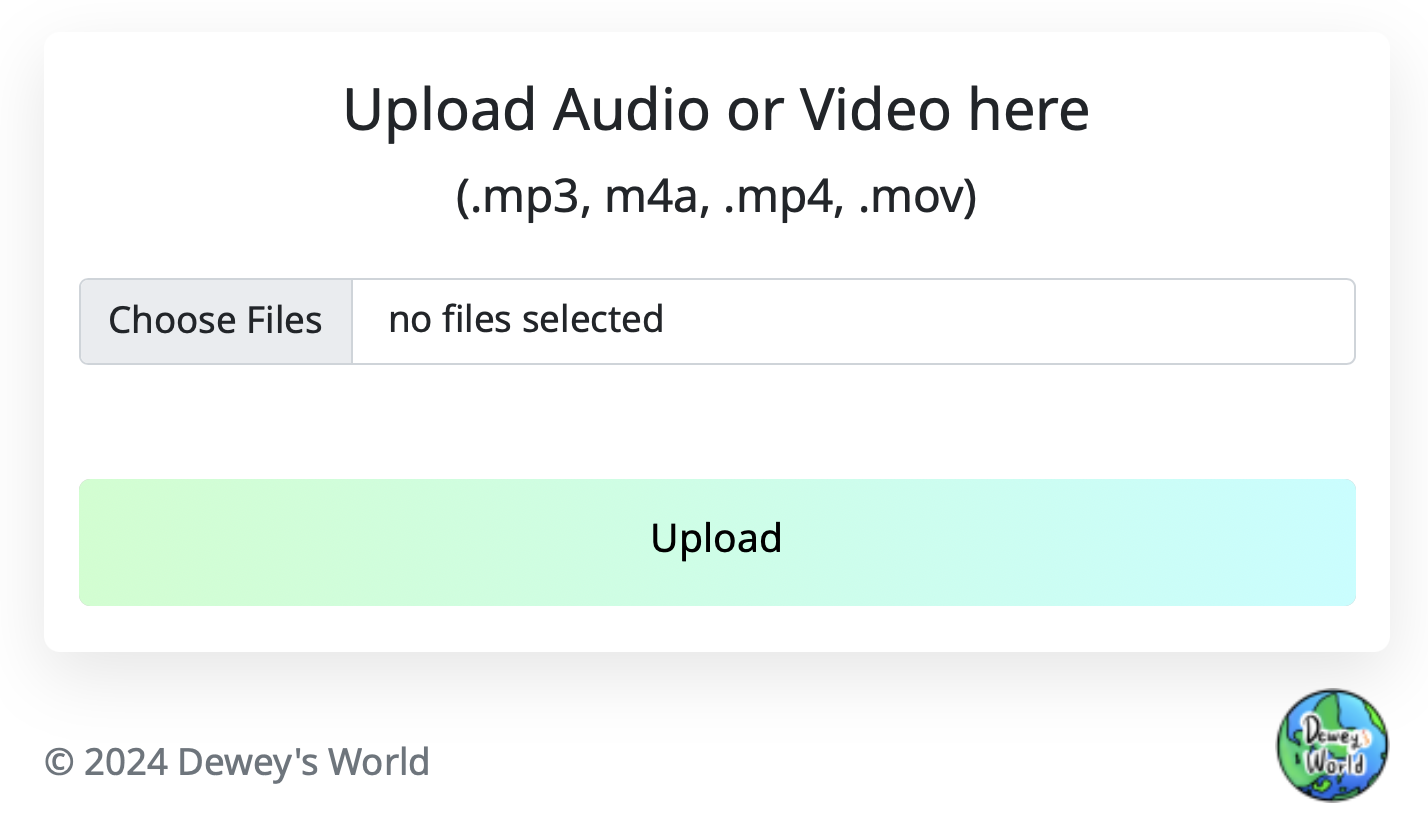 Upload Audio or Video here
(.mp3, m4a, .mp4, .mov)
Choose Files no files selected
Upload
© 2024 Dewey's World
Dewey's
World